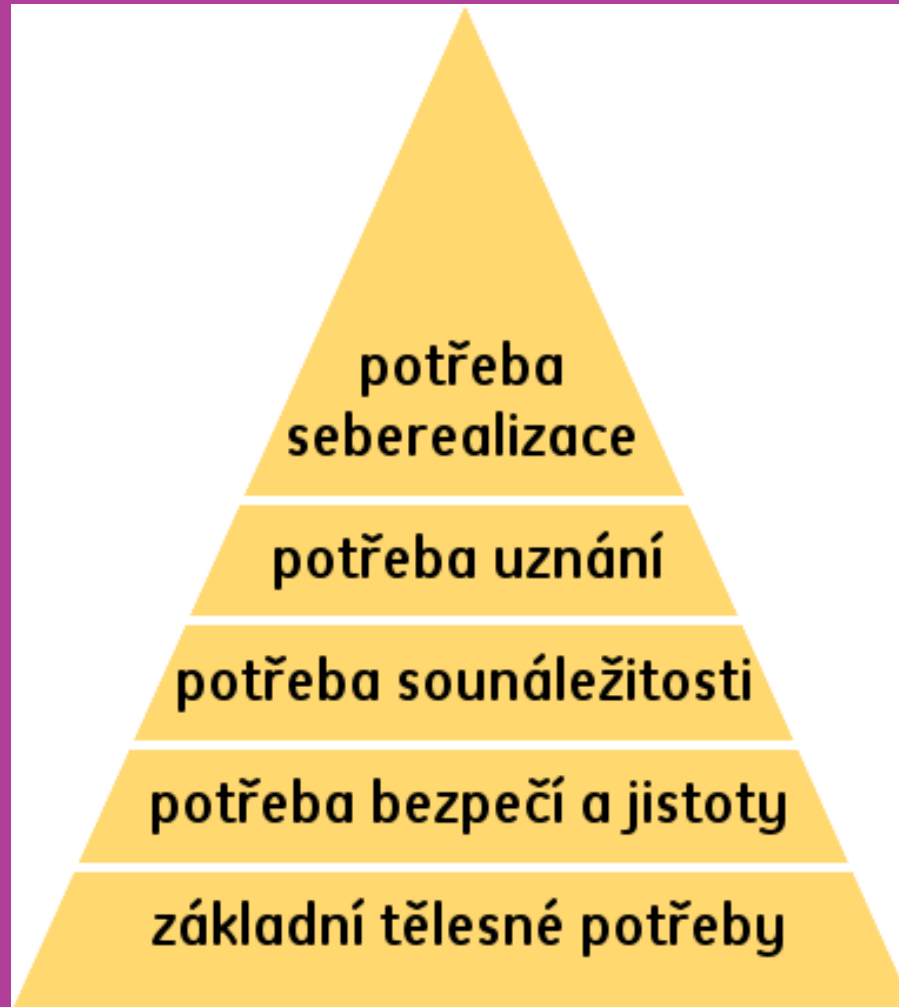 potřeba
seberealizace
potřeba uznání
potřeba sounáležitosti
potřeba bezpečí a jistoty
základní tělesné potřeby